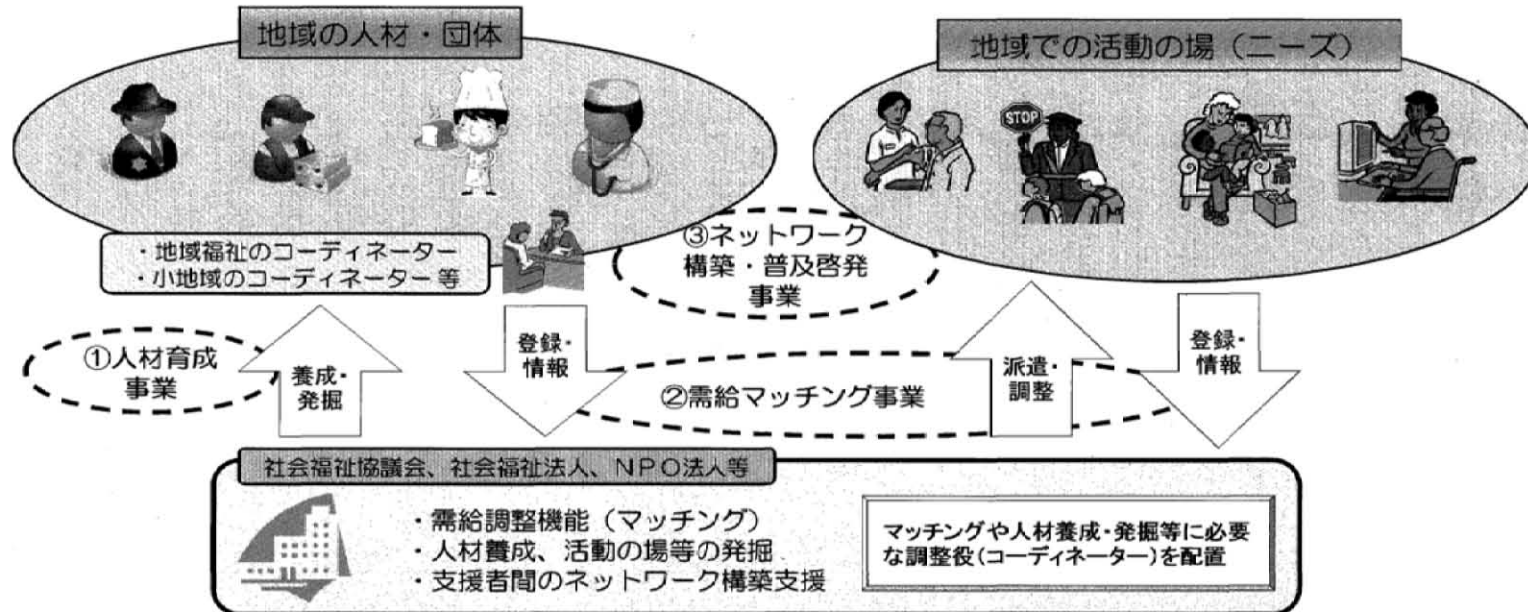 地域の人材・団体
地域での活動の場（ニーズ）
STOP
・地域福祉のコーディネーター
・小地域のコーディネーター 等
③ネットワーク
構築・普及啓発
事業
①人材育成
事業
養成・
発掘
登録・
情報
②需給マッチング事業
派遣・
調整
登録・
情報
社会福祉協議会、社会福祉法人、ＮＰＯ法人等
・需給調整機能（マッチング）
・人材養成、活動の場等の発掘
・支援者間のネットワーク構築支援
マッチングや人材養成・発掘等に必要
な調整役（コーディネーター）を配置